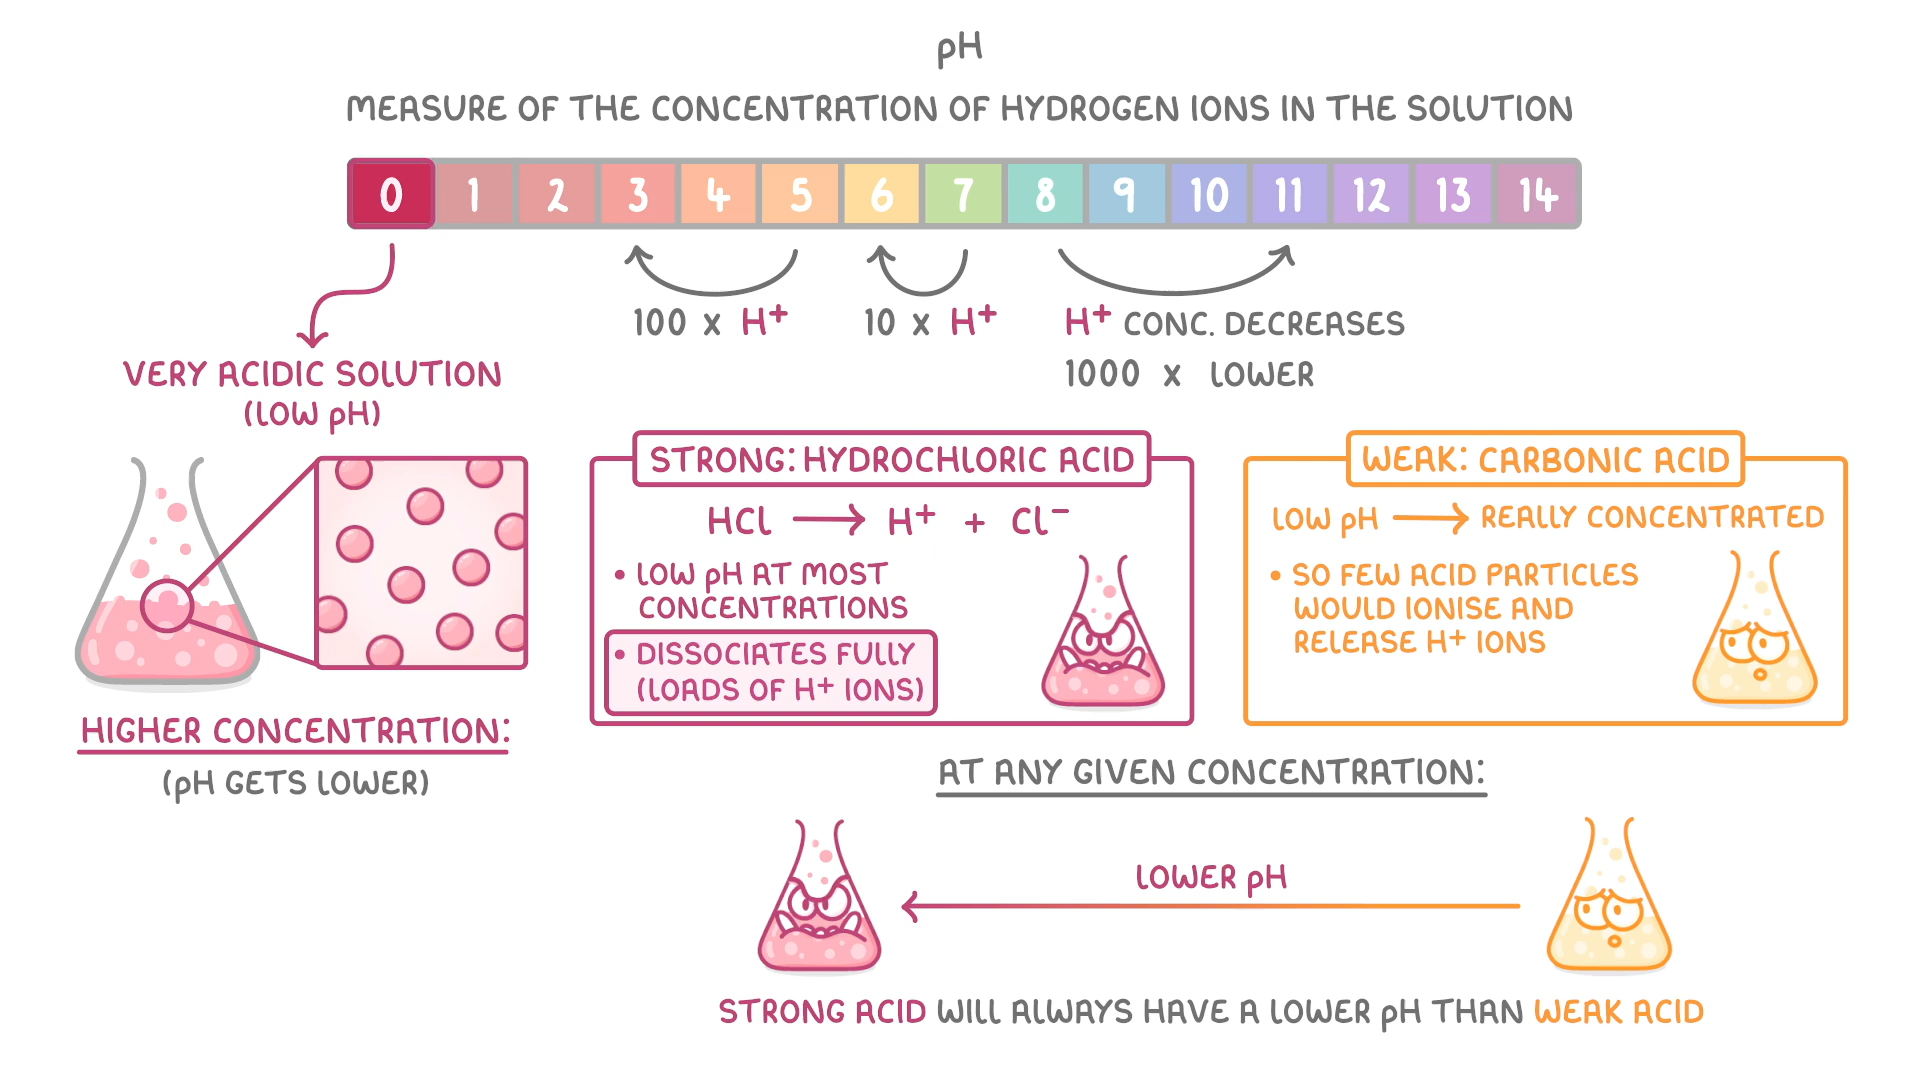 pH
MEASURE OF THE CONCENTRATION OF HYDROGEN IONS IN THE SOLUTION
0 1 2 3 4 5 6 7 8 9 10 11 12 13 14
100 x H⁺
10 x H⁺
H⁺ CONC. DECREASES
1000 x LOWER
VERY ACIDIC SOLUTION
(LOW pH)
HIGHER CONCENTRATION:
(pH GETS LOWER)
STRONG: HYDROCHLORIC ACID
HCl → H⁺ + Cl⁻
• LOW pH AT MOST
CONCENTRATIONS
• DISSOCIATES FULLY
(LOADS OF H⁺ IONS)
WEAK: CARBONIC ACID
LOW pH → REALLY CONCENTRATED
• SO FEW ACID PARTICLES
WOULD IONISE AND
RELEASE H⁺ IONS
AT ANY GIVEN CONCENTRATION:
LOWER pH
STRONG ACID WILL ALWAYS HAVE A LOWER pH THAN WEAK ACID